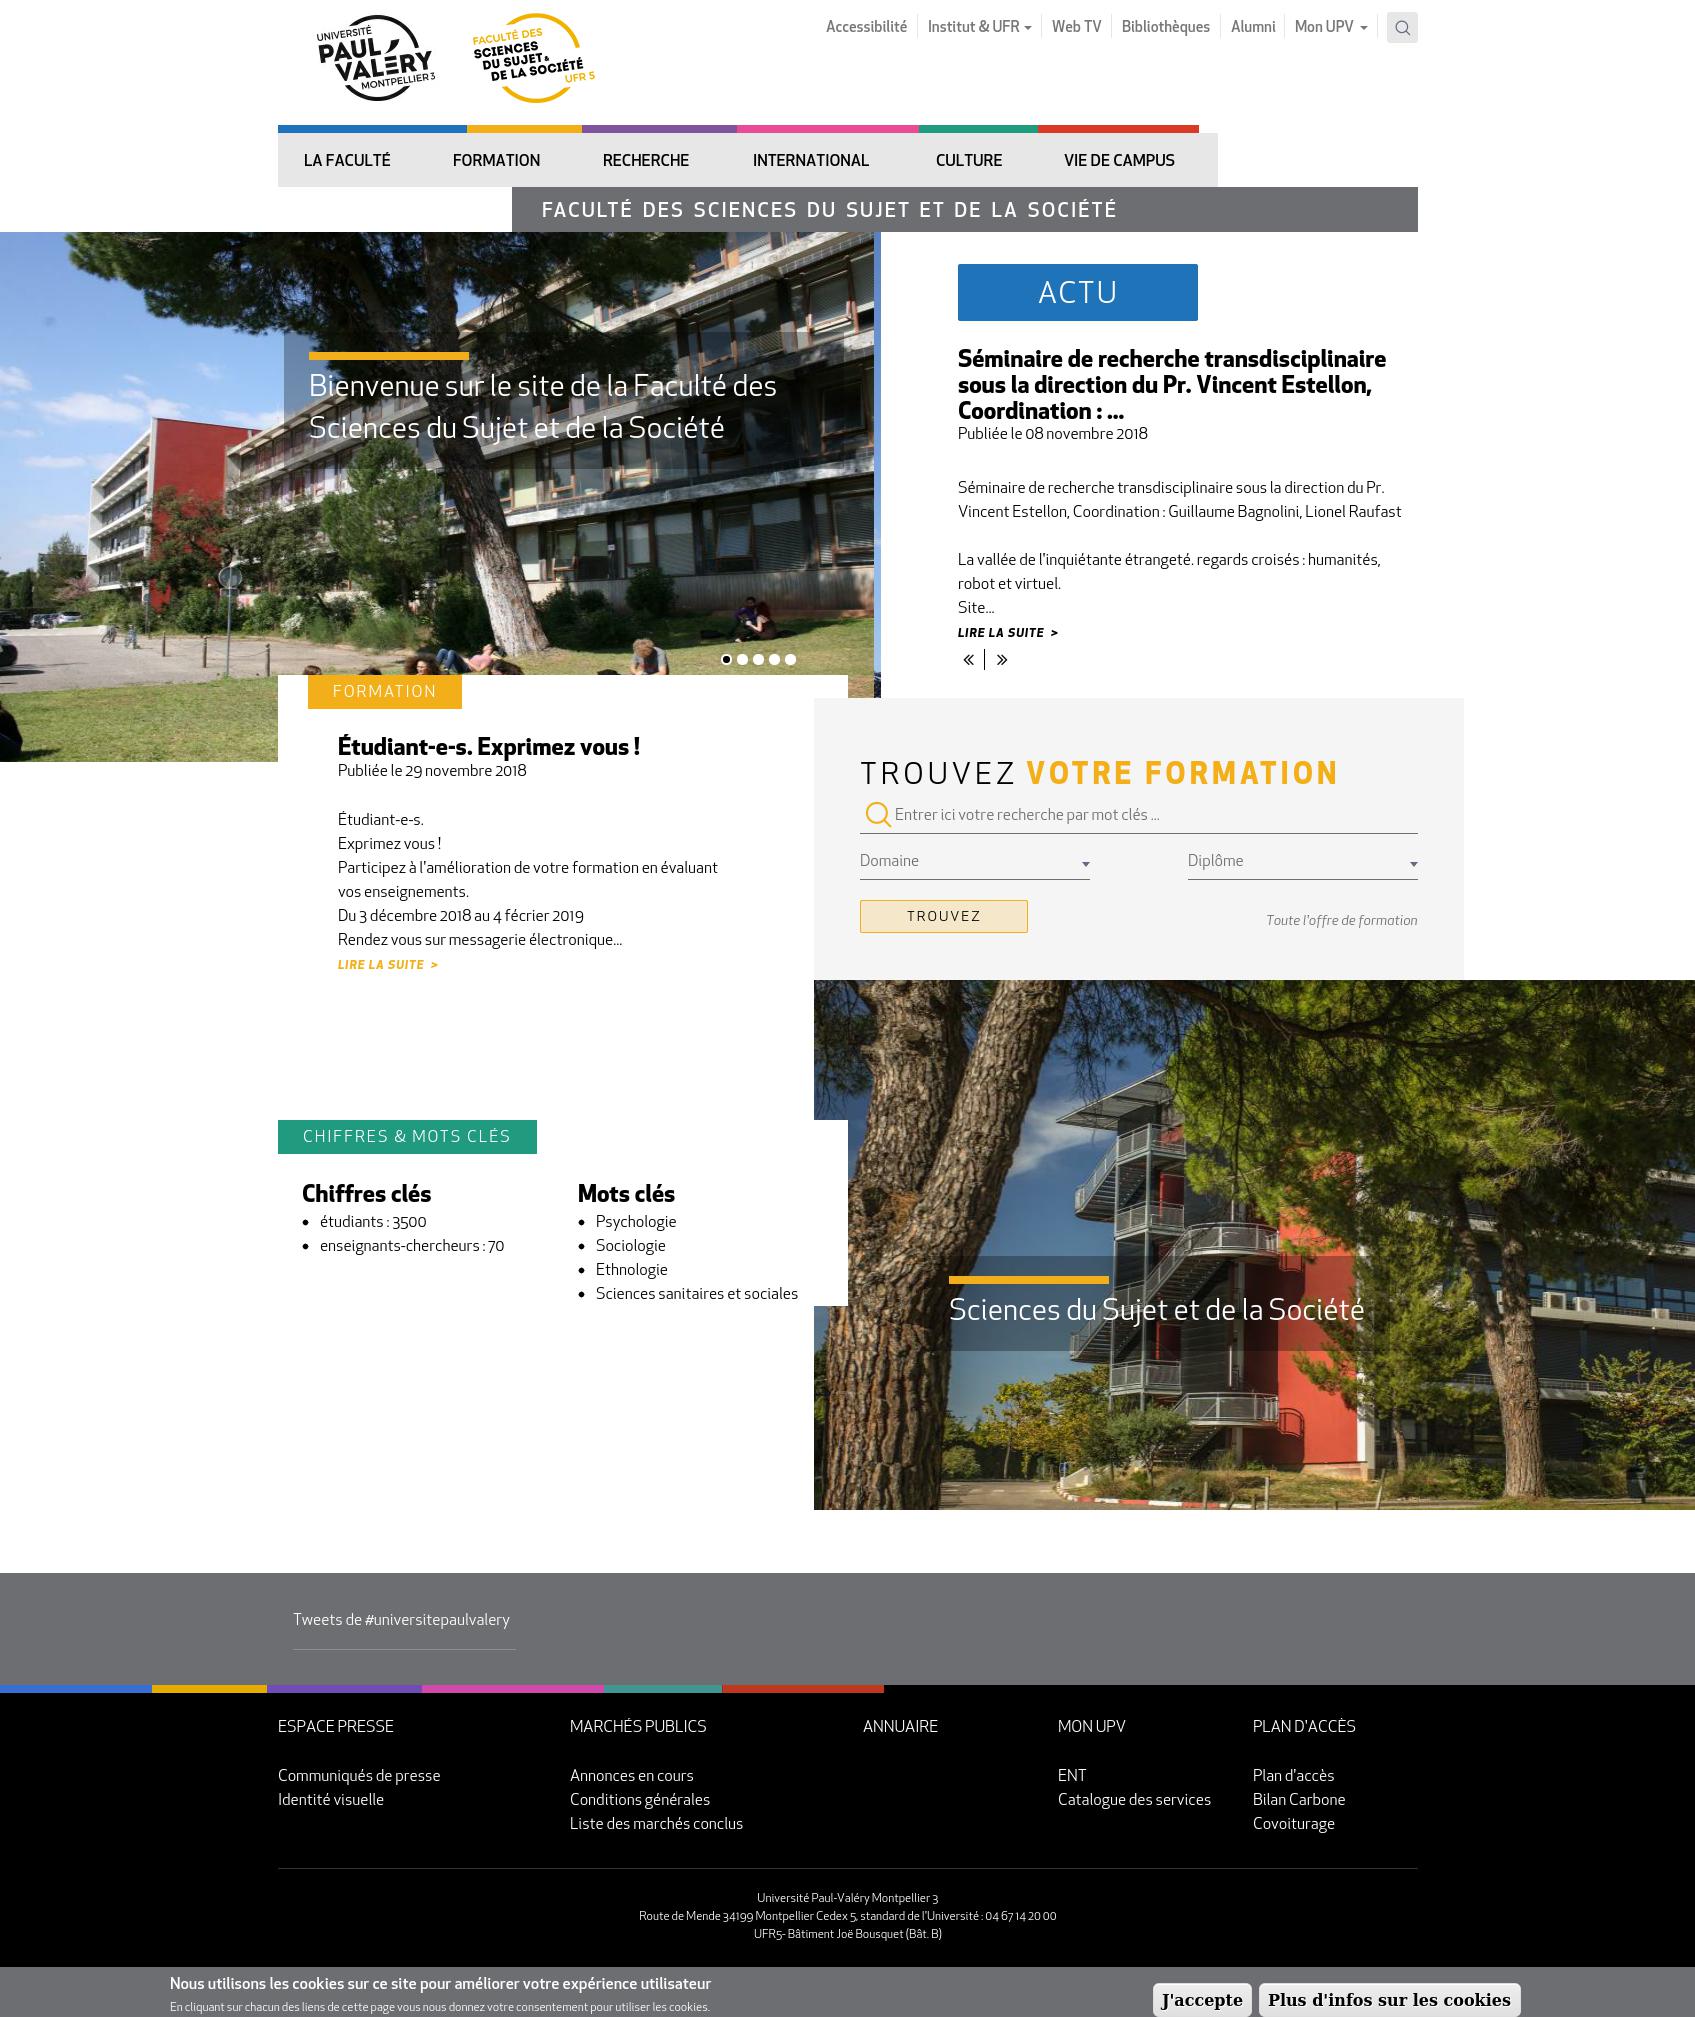 UNIVERSITÉ
PAUL
VALÉRY
MONTPELLIER 3
FACULTÉ DES
SCIENCES
DU SUJET &
DE LA SOCIÉTÉ
UFR 5
Accessibilité Institut & UFR Web TV Bibliothèques Alumni Mon UPV
LA FACULTÉ FORMATION RECHERCHE INTERNATIONAL CULTURE VIE DE CAMPUS
FACULTÉ DES SCIENCES DU SUJET ET DE LA SOCIÉTÉ
Bienvenue sur le site de la Faculté des
Sciences du Sujet et de la Société
ACTU
Séminaire de recherche transdisciplinaire
sous la direction du Pr. Vincent Estellon,
Coordination : ...
Publiée le 08 novembre 2018
Séminaire de recherche transdisciplinaire sous la direction du Pr.
Vincent Estellon, Coordination : Guillaume Bagnolini, Lionel Raufast
La vallée de l'inquiétante étrangeté. regards croisés : humanités,
robot et virtuel.
Site...
LIRE LA SUITE >
« | »
FORMATION
Étudiant-e-s. Exprimez vous !
Publiée le 29 novembre 2018
Étudiant-e-s.
Exprimez vous !
Participez à l'amélioration de votre formation en évaluant
vos enseignements.
Du 3 décembre 2018 au 4 février 2019
Rendez vous sur messagerie électronique...
LIRE LA SUITE >
TROUVEZ VOTRE FORMATION
Entrer ici votre recherche par mot clés ...
Domaine Diplôme
TROUVEZ Toute l'offre de formation
CHIFFRES & MOTS CLÉS
Chiffres clés
• étudiants : 3500
• enseignants-chercheurs : 70
Mots clés
• Psychologie
• Sociologie
• Ethnologie
• Sciences sanitaires et sociales
Sciences du Sujet et de la Société
Tweets de #universitepaulvalery
ESPACE PRESSE
Communiqués de presse
Identité visuelle
MARCHÉS PUBLICS
Annonces en cours
Conditions générales
Liste des marchés conclus
ANNUAIRE
MON UPV
ENT
Catalogue des services
PLAN D'ACCÈS
Plan d'accès
Bilan Carbone
Covoiturage
Université Paul-Valéry Montpellier 3
Route de Mende 34199 Montpellier Cedex 5, standard de l'Université : 04 67 14 20 00
UFR5- Bâtiment Joë Bousquet (Bât. B)
Nous utilisons les cookies sur ce site pour améliorer votre expérience utilisateur
En cliquant sur chacun des liens de cette page vous nous donnez votre consentement pour utiliser les cookies.
J'accepte Plus d'infos sur les cookies